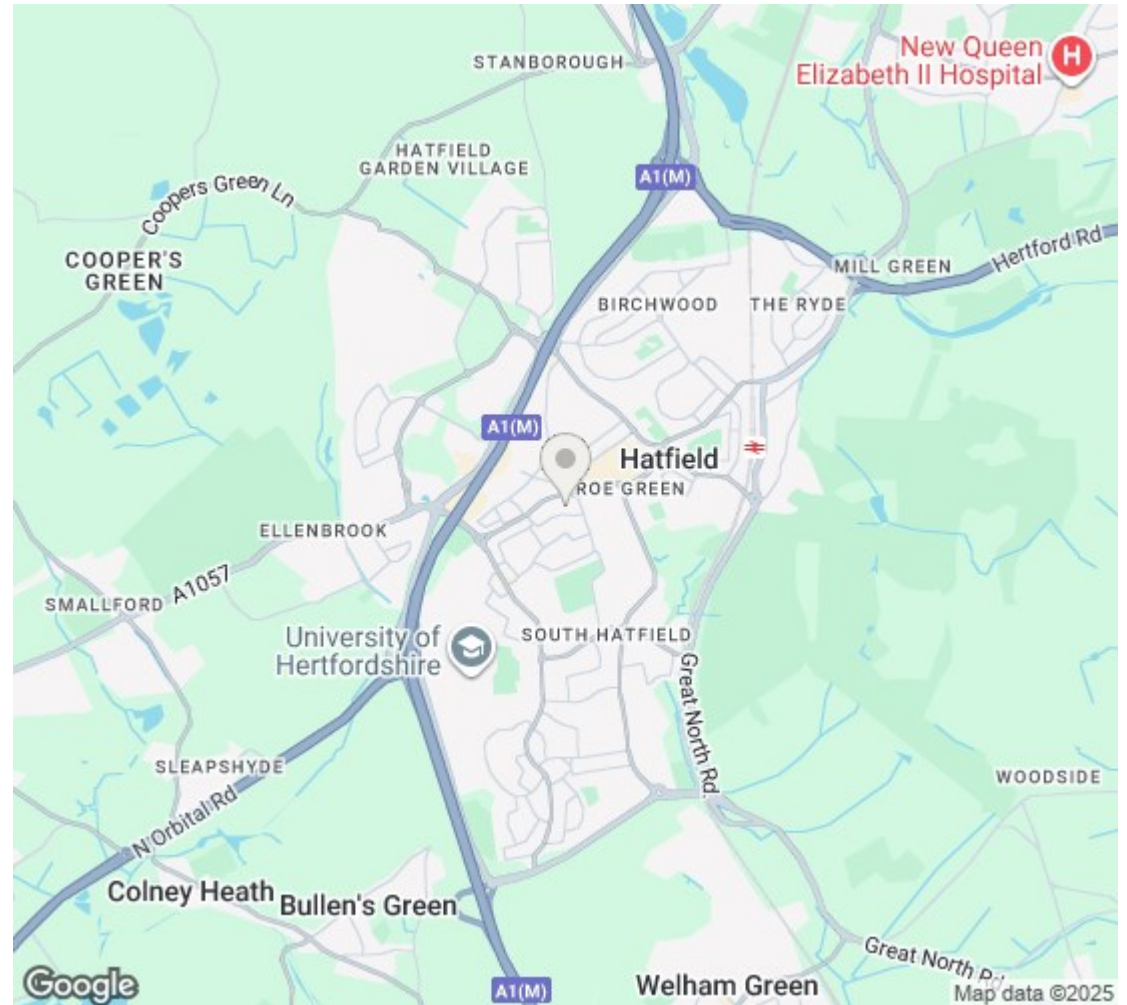 STANBOROUGH
New Queen
Elizabeth II Hospital
H
HATFIELD
GARDEN VILLAGE
A1(M)
Coopers Green Ln
Hertford Rd
COOPER'S
GREEN
MILL GREEN
BIRCHWOOD
THE RYDE
A1(M)
Hatfield
ROE GREEN
ELLENBROOK
A1057
SMALLFORD
University of
Hertfordshire
SOUTH HATFIELD
Great North Rd.
SLEAPSHYDE
WOODSIDE
N Orbital Rd
Colney Heath
Bullen's Green
Great North Rd
A1(M)
Welham Green
Google
Map data ©2025